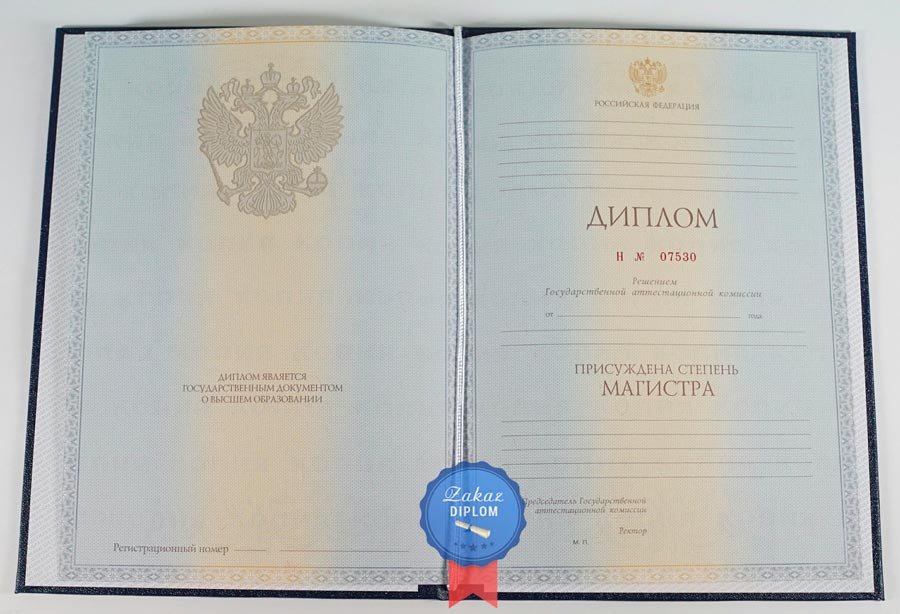 ДИПЛОМ ЯВЛЯЕТСЯ
ГОСУДАРСТВЕННЫМ ДОКУМЕНТОМ
О ВЫСШЕМ ОБРАЗОВАНИИ
Регистрационный номер
РОССИЙСКАЯ ФЕДЕРАЦИЯ
ДИПЛОМ
Н № 07530
Решением
Государственной аттестационной комиссии
от года
ПРИСУЖДЕНА СТЕПЕНЬ
МАГИСТРА
Председатель Государственной
аттестационной комиссии
Ректор
М. П.
Zakaz
DIPLOM